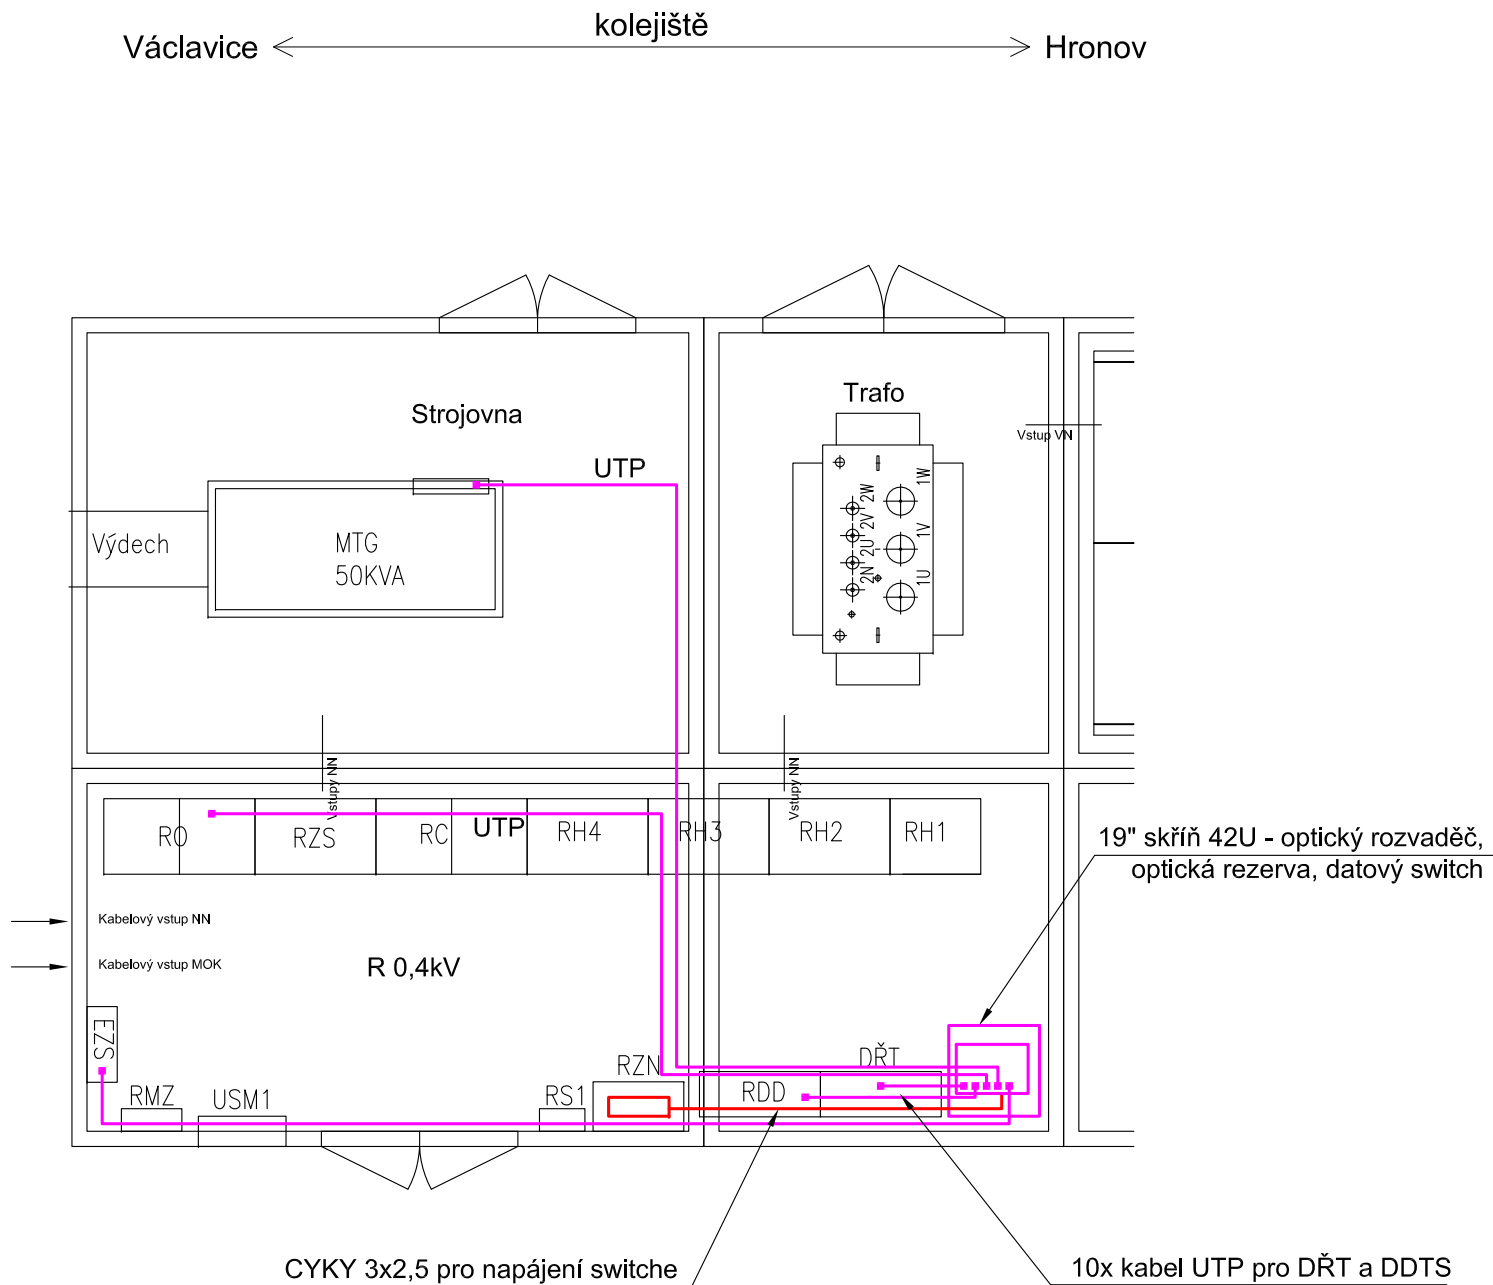 kolejiště
Václavice
Hronov
Trafo
Strojovna
Vstup VN
UTP
1W
2W
2V
1V
2U
2N
1U
Výdech
MTG
50KVA
Vstupy NN
Vstupy NN
RO
RZS
RC
UTP
RH4
RH3
RH2
RH1
19" skříň 42U - optický rozvaděč,
optická rezerva, datový switch
Kabelový vstup NN
Kabelový vstup MOK
R 0,4kV
EZS
RMZ
USM1
RS1
RZN
DŘT
RDD
CYKY 3x2,5 pro napájení switche
10x kabel UTP pro DŘT a DDTS